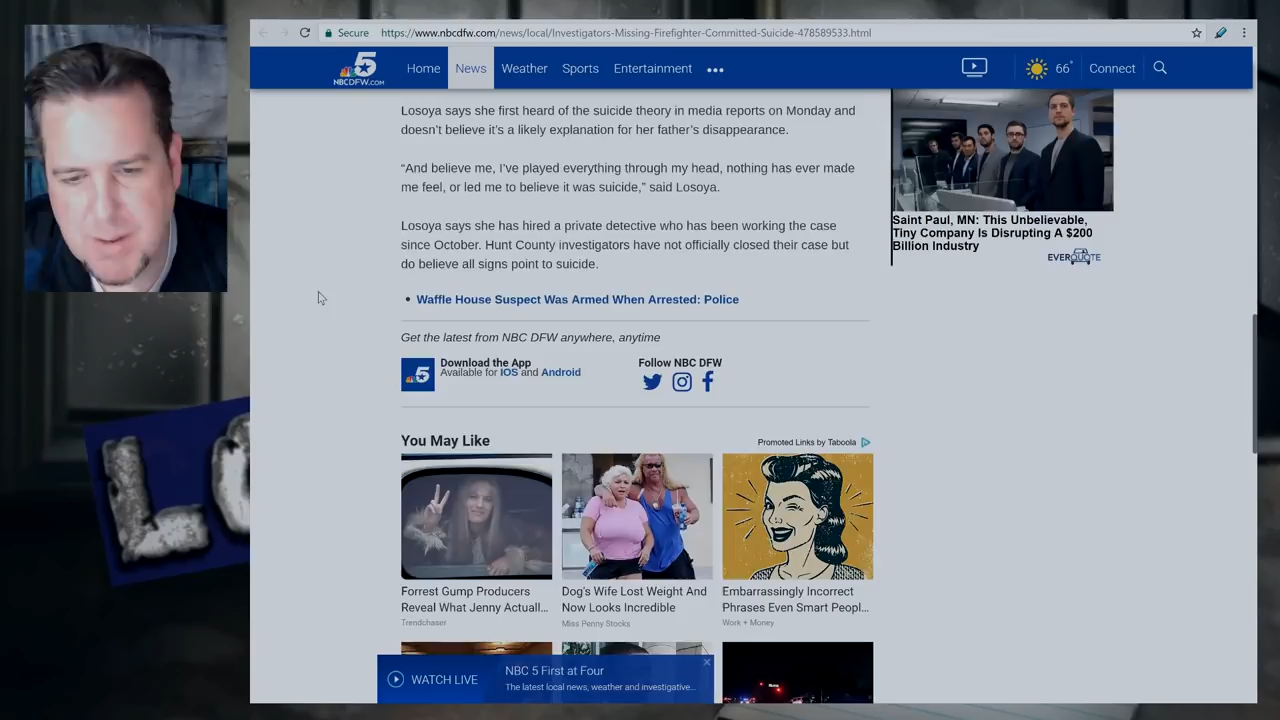 Secure
https://www.nbcdfw.com/news/local/Investigators-Missing-Firefighter-Committed-Suicide-478589533.html
5
NBCDFW.COM
Home
News
Weather
Sports
Entertainment
66°
Connect
Losoya says she first heard of the suicide theory in media reports on Monday and
doesn't believe it's a likely explanation for her father's disappearance.
“And believe me, I've played everything through my head, nothing has ever made
me feel, or led me to believe it was suicide,” said Losoya.
Losoya says she has hired a private detective who has been working the case
since October. Hunt County investigators have not officially closed their case but
do believe all signs point to suicide.
• Waffle House Suspect Was Armed When Arrested: Police
Get the latest from NBC DFW anywhere, anytime
5
Download the App
Available for IOS and Android
Follow NBC DFW
Saint Paul, MN: This Unbelievable,
Tiny Company Is Disrupting A $200
Billion Industry
EVERQUOTE
You May Like
Promoted Links by Taboola
Forrest Gump Producers
Reveal What Jenny Actuall...
Trendchaser
Dog's Wife Lost Weight And
Now Looks Incredible
Miss Penny Stocks
Embarrassingly Incorrect
Phrases Even Smart Peopl...
Work + Money
WATCH LIVE
NBC 5 First at Four
The latest local news, weather and investigative...